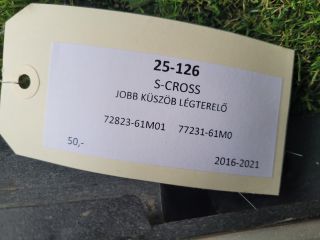 25-126
S-CROSS
JOBB KÜSZÖB LÉGTERELŐ
72823-61M01 77231-61M0
50,-
2016-2021